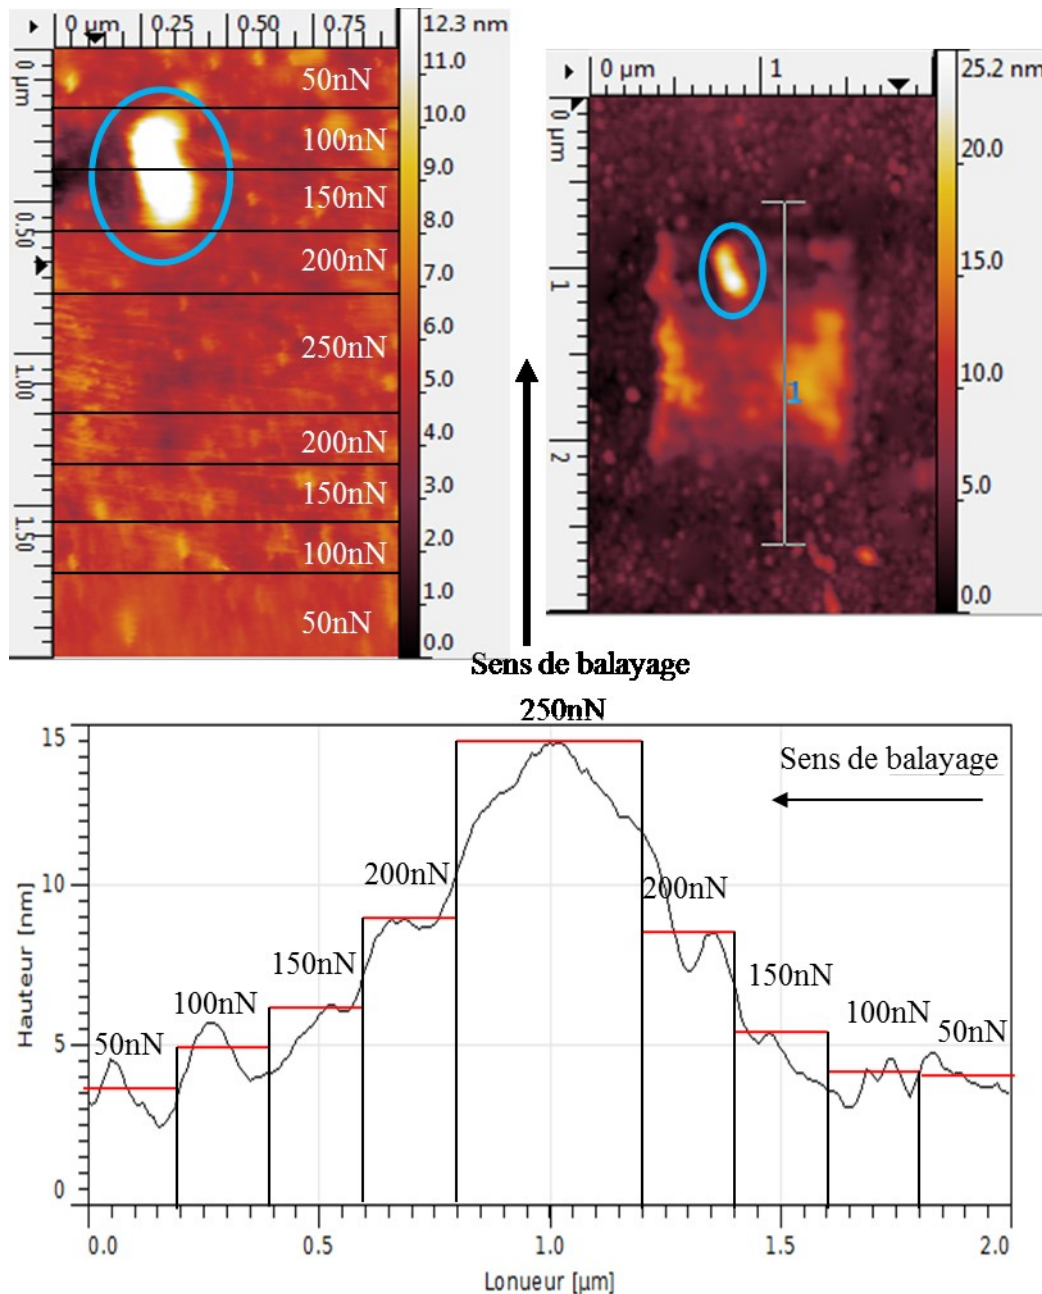 0 µm 0.25 0.50 0.75
12.3 nm
11.0
10.0
9.0
8.0
7.0
6.0
5.0
4.0
3.0
2.0
1.0
0.0
0 µm
0.50
1.00
1.50
50nN
100nN
150nN
200nN
250nN
200nN
150nN
100nN
50nN
0 µm 1
25.2 nm
20.0
15.0
10.0
5.0
0.0
0 µm
1
2
1
Sens de balayage
250nN
Sens de balayage
200nN
200nN
150nN
150nN
100nN
100nN
50nN
50nN
15
10
5
0
Hauteur [nm]
0.0 0.5 1.0 1.5 2.0
Lonueur [µm]